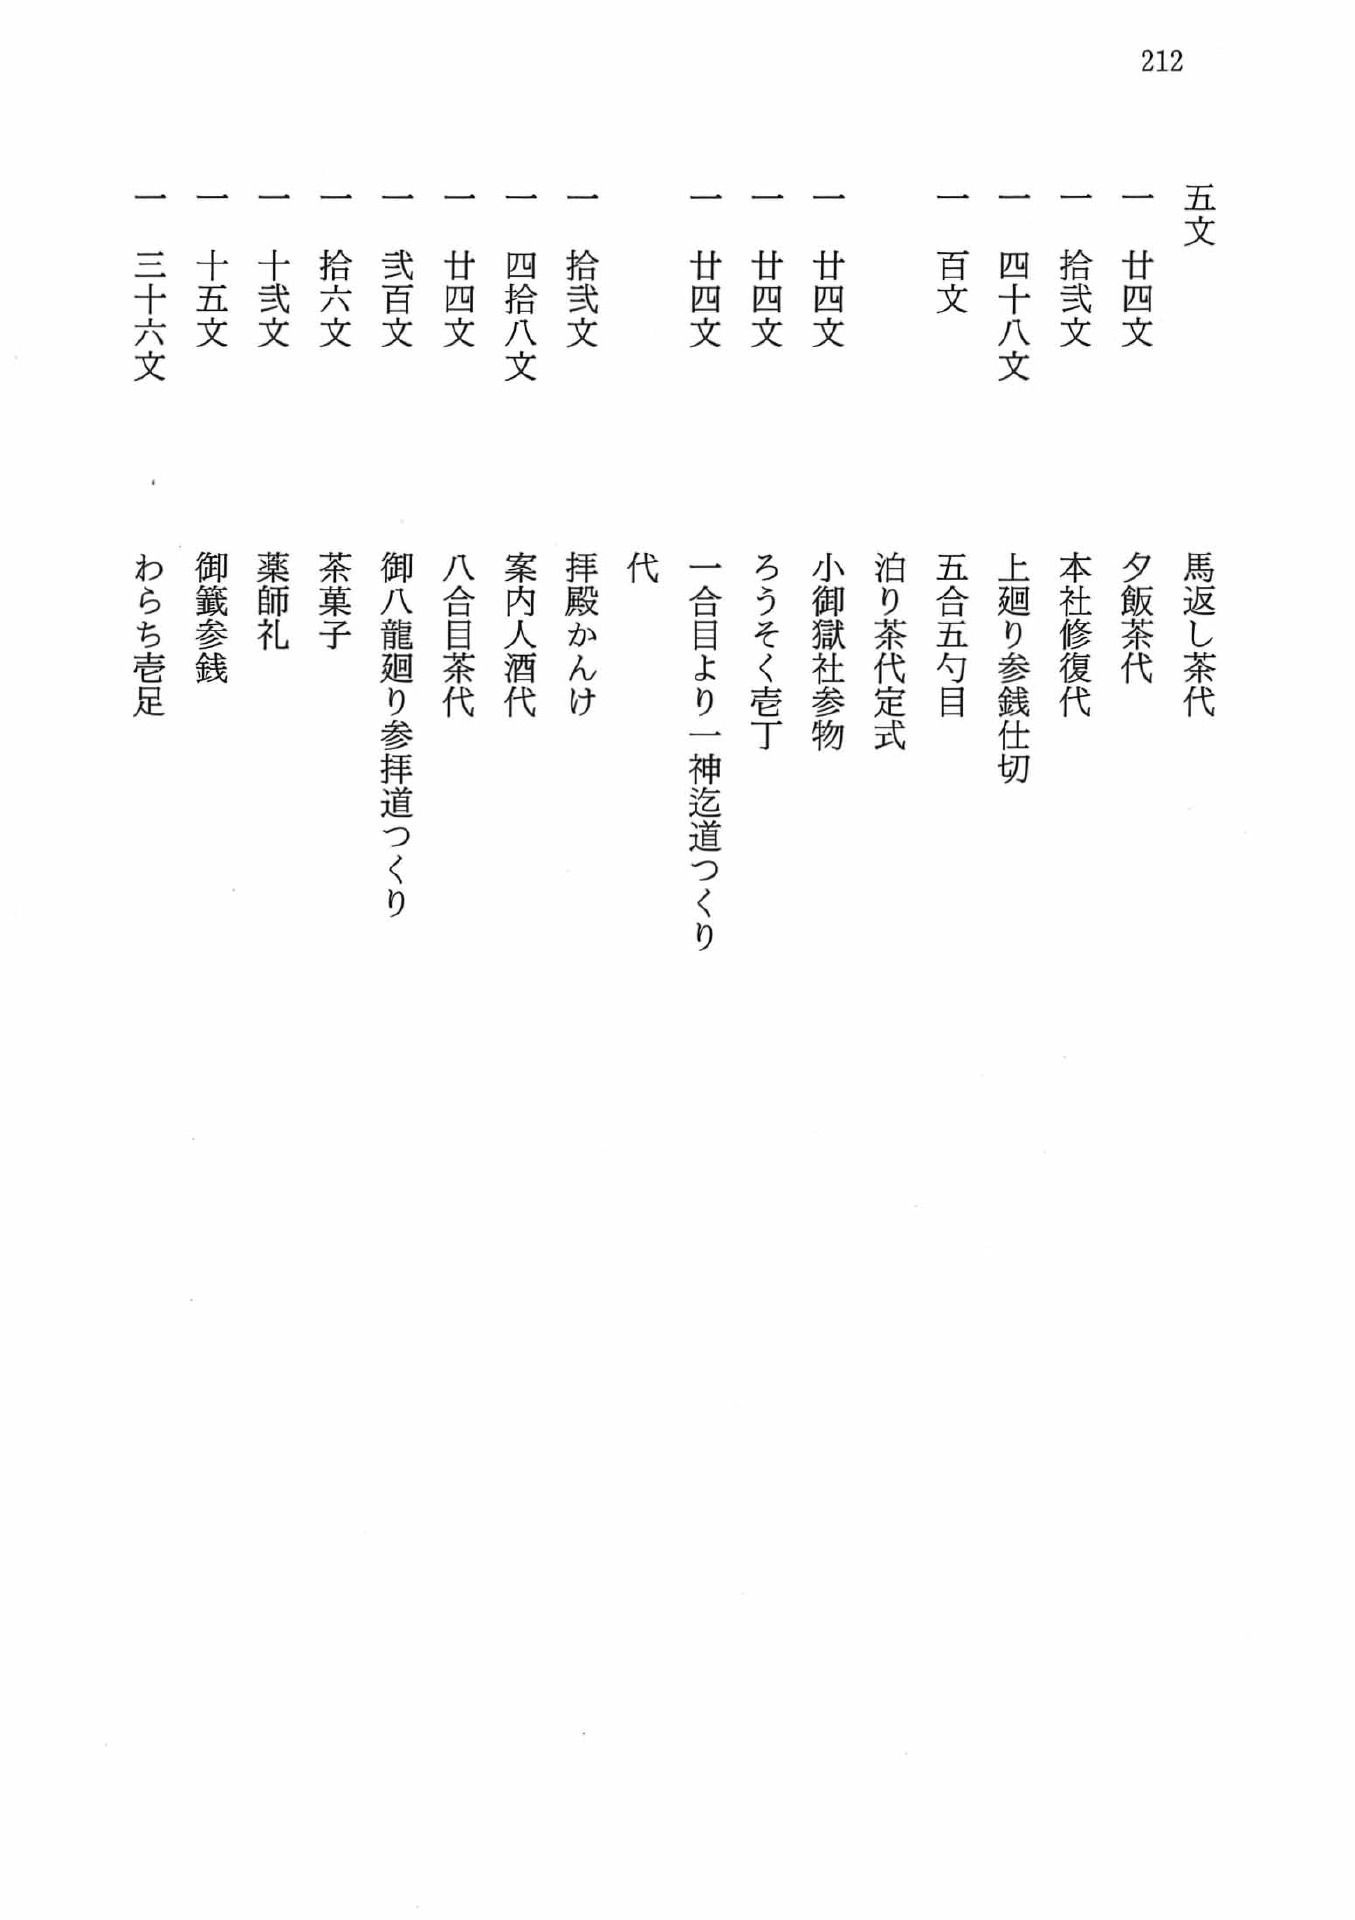 212
五文　馬返し茶代
一　廿四文　夕飯茶代
一　拾弐文　本社修復代
一　四十八文　上廻り参銭仕切
一　百文　五合五勺目
泊り茶代定式
一　廿四文　小御獄社参物
一　廿四文　ろうそく壱丁
一　廿四文　一合目より一神迄道つくり
代
一　拾弐文　拝殿かんけ
一　四拾八文　案内人酒代
一　廿四文　八合目茶代
一　弐百文　御八龍廻り参拝道つくり
一　拾六文　茶菓子
一　十弐文　薬師礼
一　十五文　御籤参銭
一　三十六文　わらち壱足